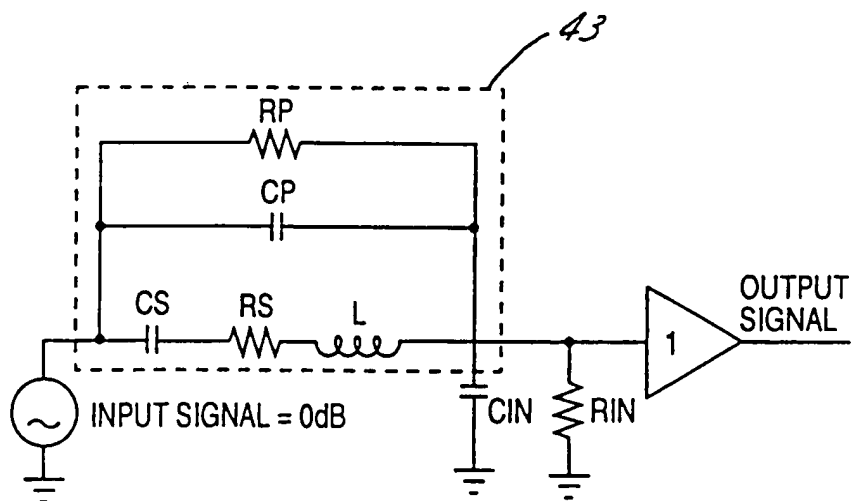 43
RP
CP
CS
RS
L
OUTPUT
SIGNAL
1
INPUT SIGNAL = 0dB
CIN
RIN